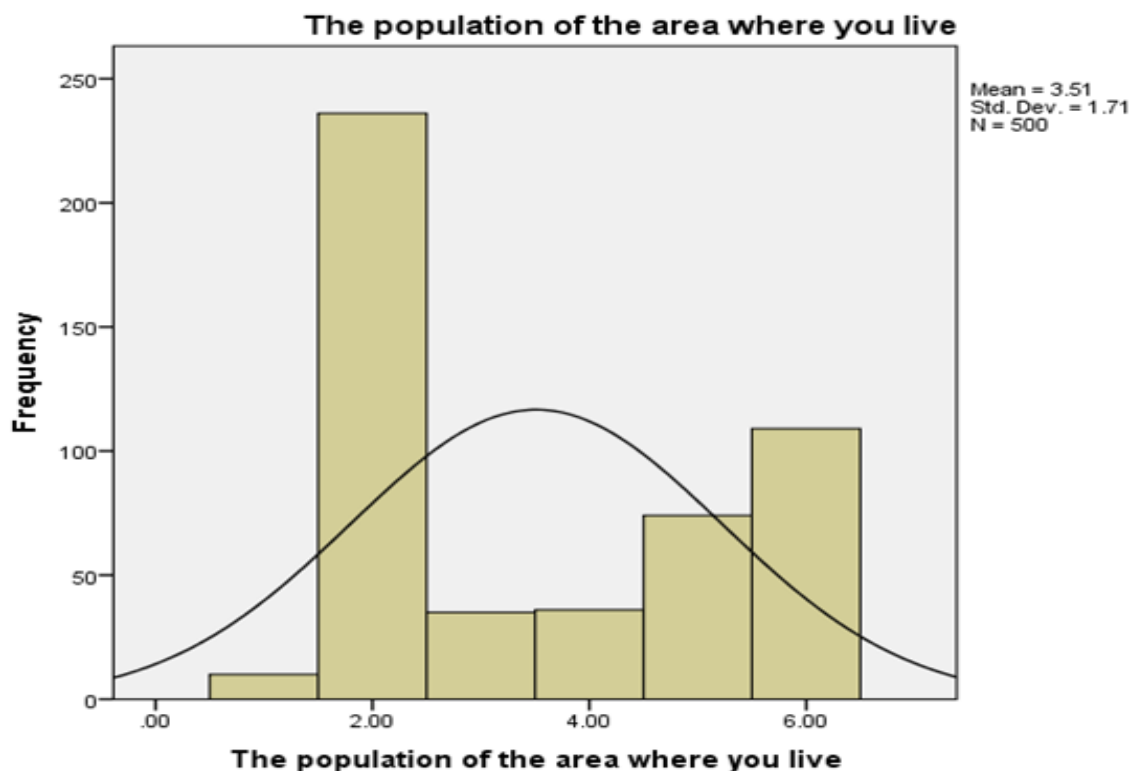 The population of the area where you live
Mean = 3.51
Std. Dev. = 1.71
N = 500
250
200
150
100
50
0
Frequency
.00
2.00
4.00
6.00
The population of the area where you live